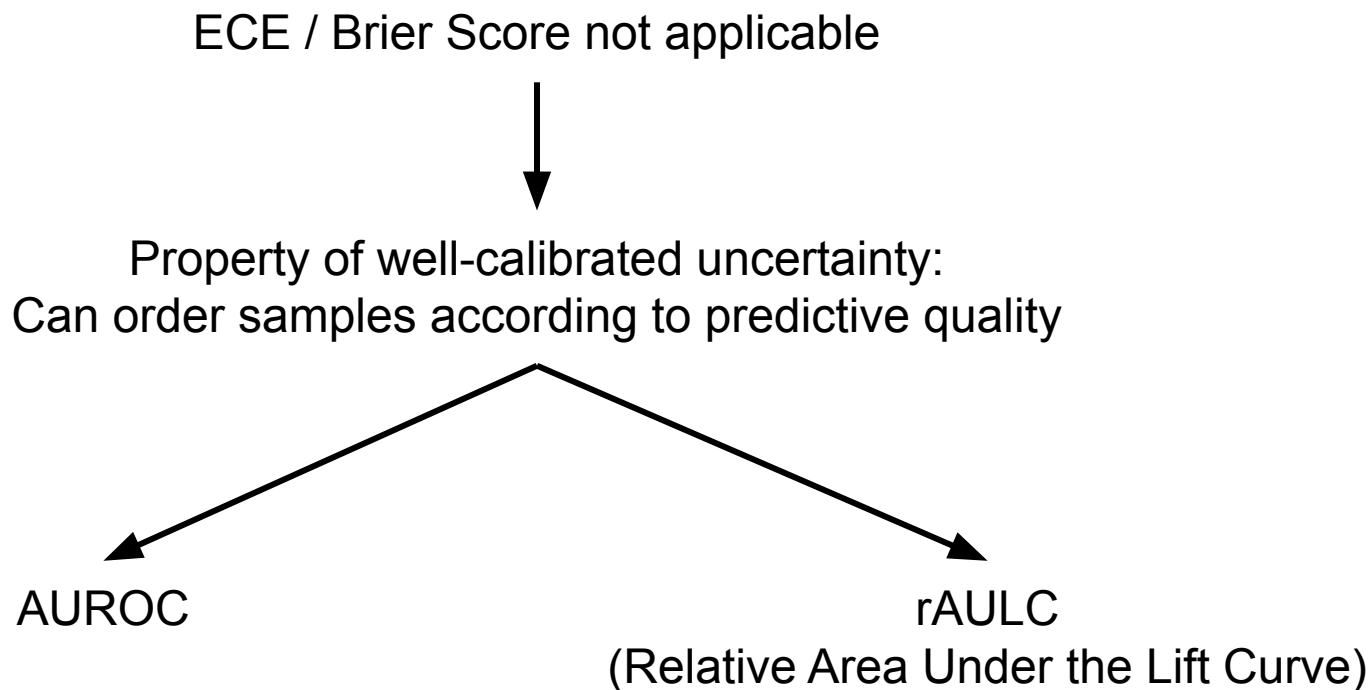 ECE / Brier Score not applicable
Property of well-calibrated uncertainty:
Can order samples according to predictive quality
AUROC
rAULC
(Relative Area Under the Lift Curve)